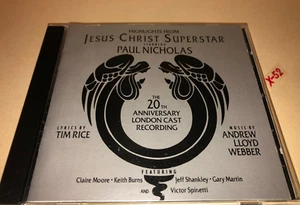 HIGHLIGHTS FROM
JESUS CHRIST SUPERSTAR
STARRING
PAUL NICHOLAS
THE
20TH
ANNIVERSARY
LONDON CAST
RECORDING
LYRICS BY
TIM RICE
MUSIC BY
ANDREW
LLOYD
WEBBER
FEATURING
Claire Moore · Keith Burns · Jeff Shankley · Gary Martin
AND Victor Spinetti
X-52